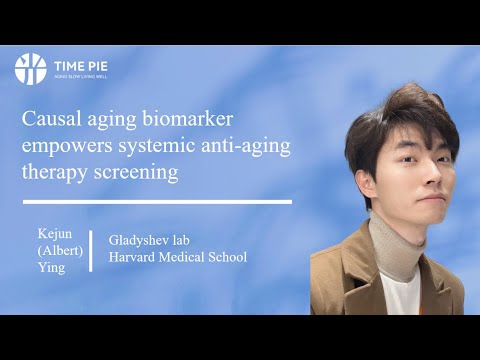 TIME PIE
AGING SLOW LIVING WELL
Causal aging biomarker
empowers systemic anti-aging
therapy screening
Kejun
(Albert)
Ying
Gladyshev lab
Harvard Medical School